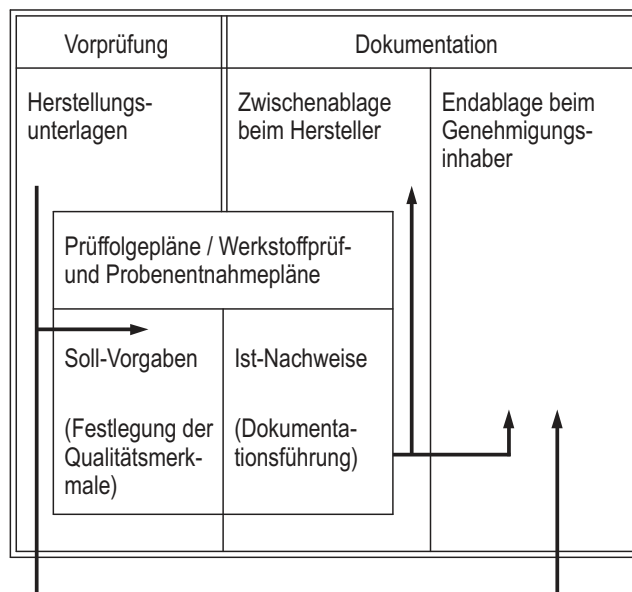 Vorprüfung
Dokumentation
Herstellungs-
unterlagen
Zwischenablage
beim Hersteller
Endablage beim
Genehmigungs-
inhaber
Prüffolgepläne / Werkstoffprüf-
und Probenentnahmepläne
Soll-Vorgaben
(Festlegung der
Qualitätsmerk-
male)
Ist-Nachweise
(Dokumenta-
tionsführung)